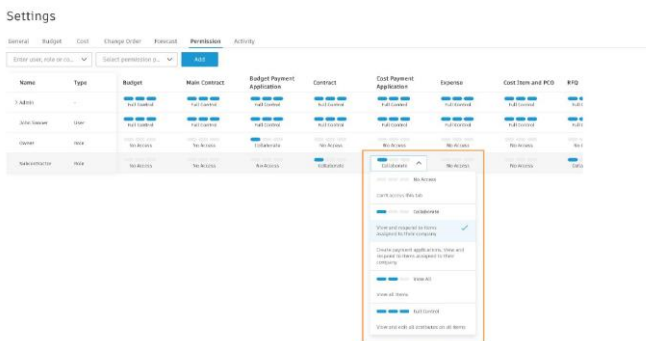 Settings
General Budget Cost Change Order Forecast Permission Activity
Enter user, role or co... Select permission p... Add
Name Type Budget Main Contract Budget Payment Application Contract Cost Payment Application Expense Cost Item and PCO RFQ
Admin - Full Control Full Control Full Control Full Control Full Control Full Control Full Control
User Full Control Full Control Full Control Full Control Full Control Full Control Full Control
Owner Role No Access No Access Collaborate No Access No Access No Access No Access
Subcontractor Role No Access No Access No Access Collaborate Collaborate No Access No Access
No Access
Can't access this tab
Collaborate
View and respond to items
assigned to their company
Create payment applications. View and
respond to items assigned to their
company
View All
View all items
Full Control
View and edit all attributes on all items